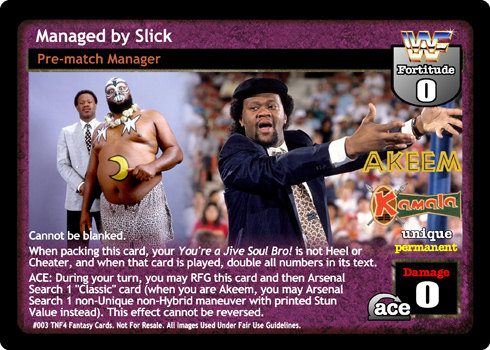 Managed by Slick
Pre-match Manager
WF
Fortitude
0
AKEEM
Kamala
unique
permanent
Cannot be blanked.
When packing this card, your You're a Jive Soul Bro! is not Heel or
Cheater, and when that card is played, double all numbers in its text.
ACE: During your turn, you may RFG this card and then Arsenal
Search 1 "Classic" card (when you are Akeem, you may Arsenal
Search 1 non-Unique non-Hybrid maneuver with printed Stun
Value instead). This effect cannot be reversed.
#003 TNF4 Fantasy Cards. Not For Resale. All Images Used Under Fair Use Guidelines.
Damage
0
ace